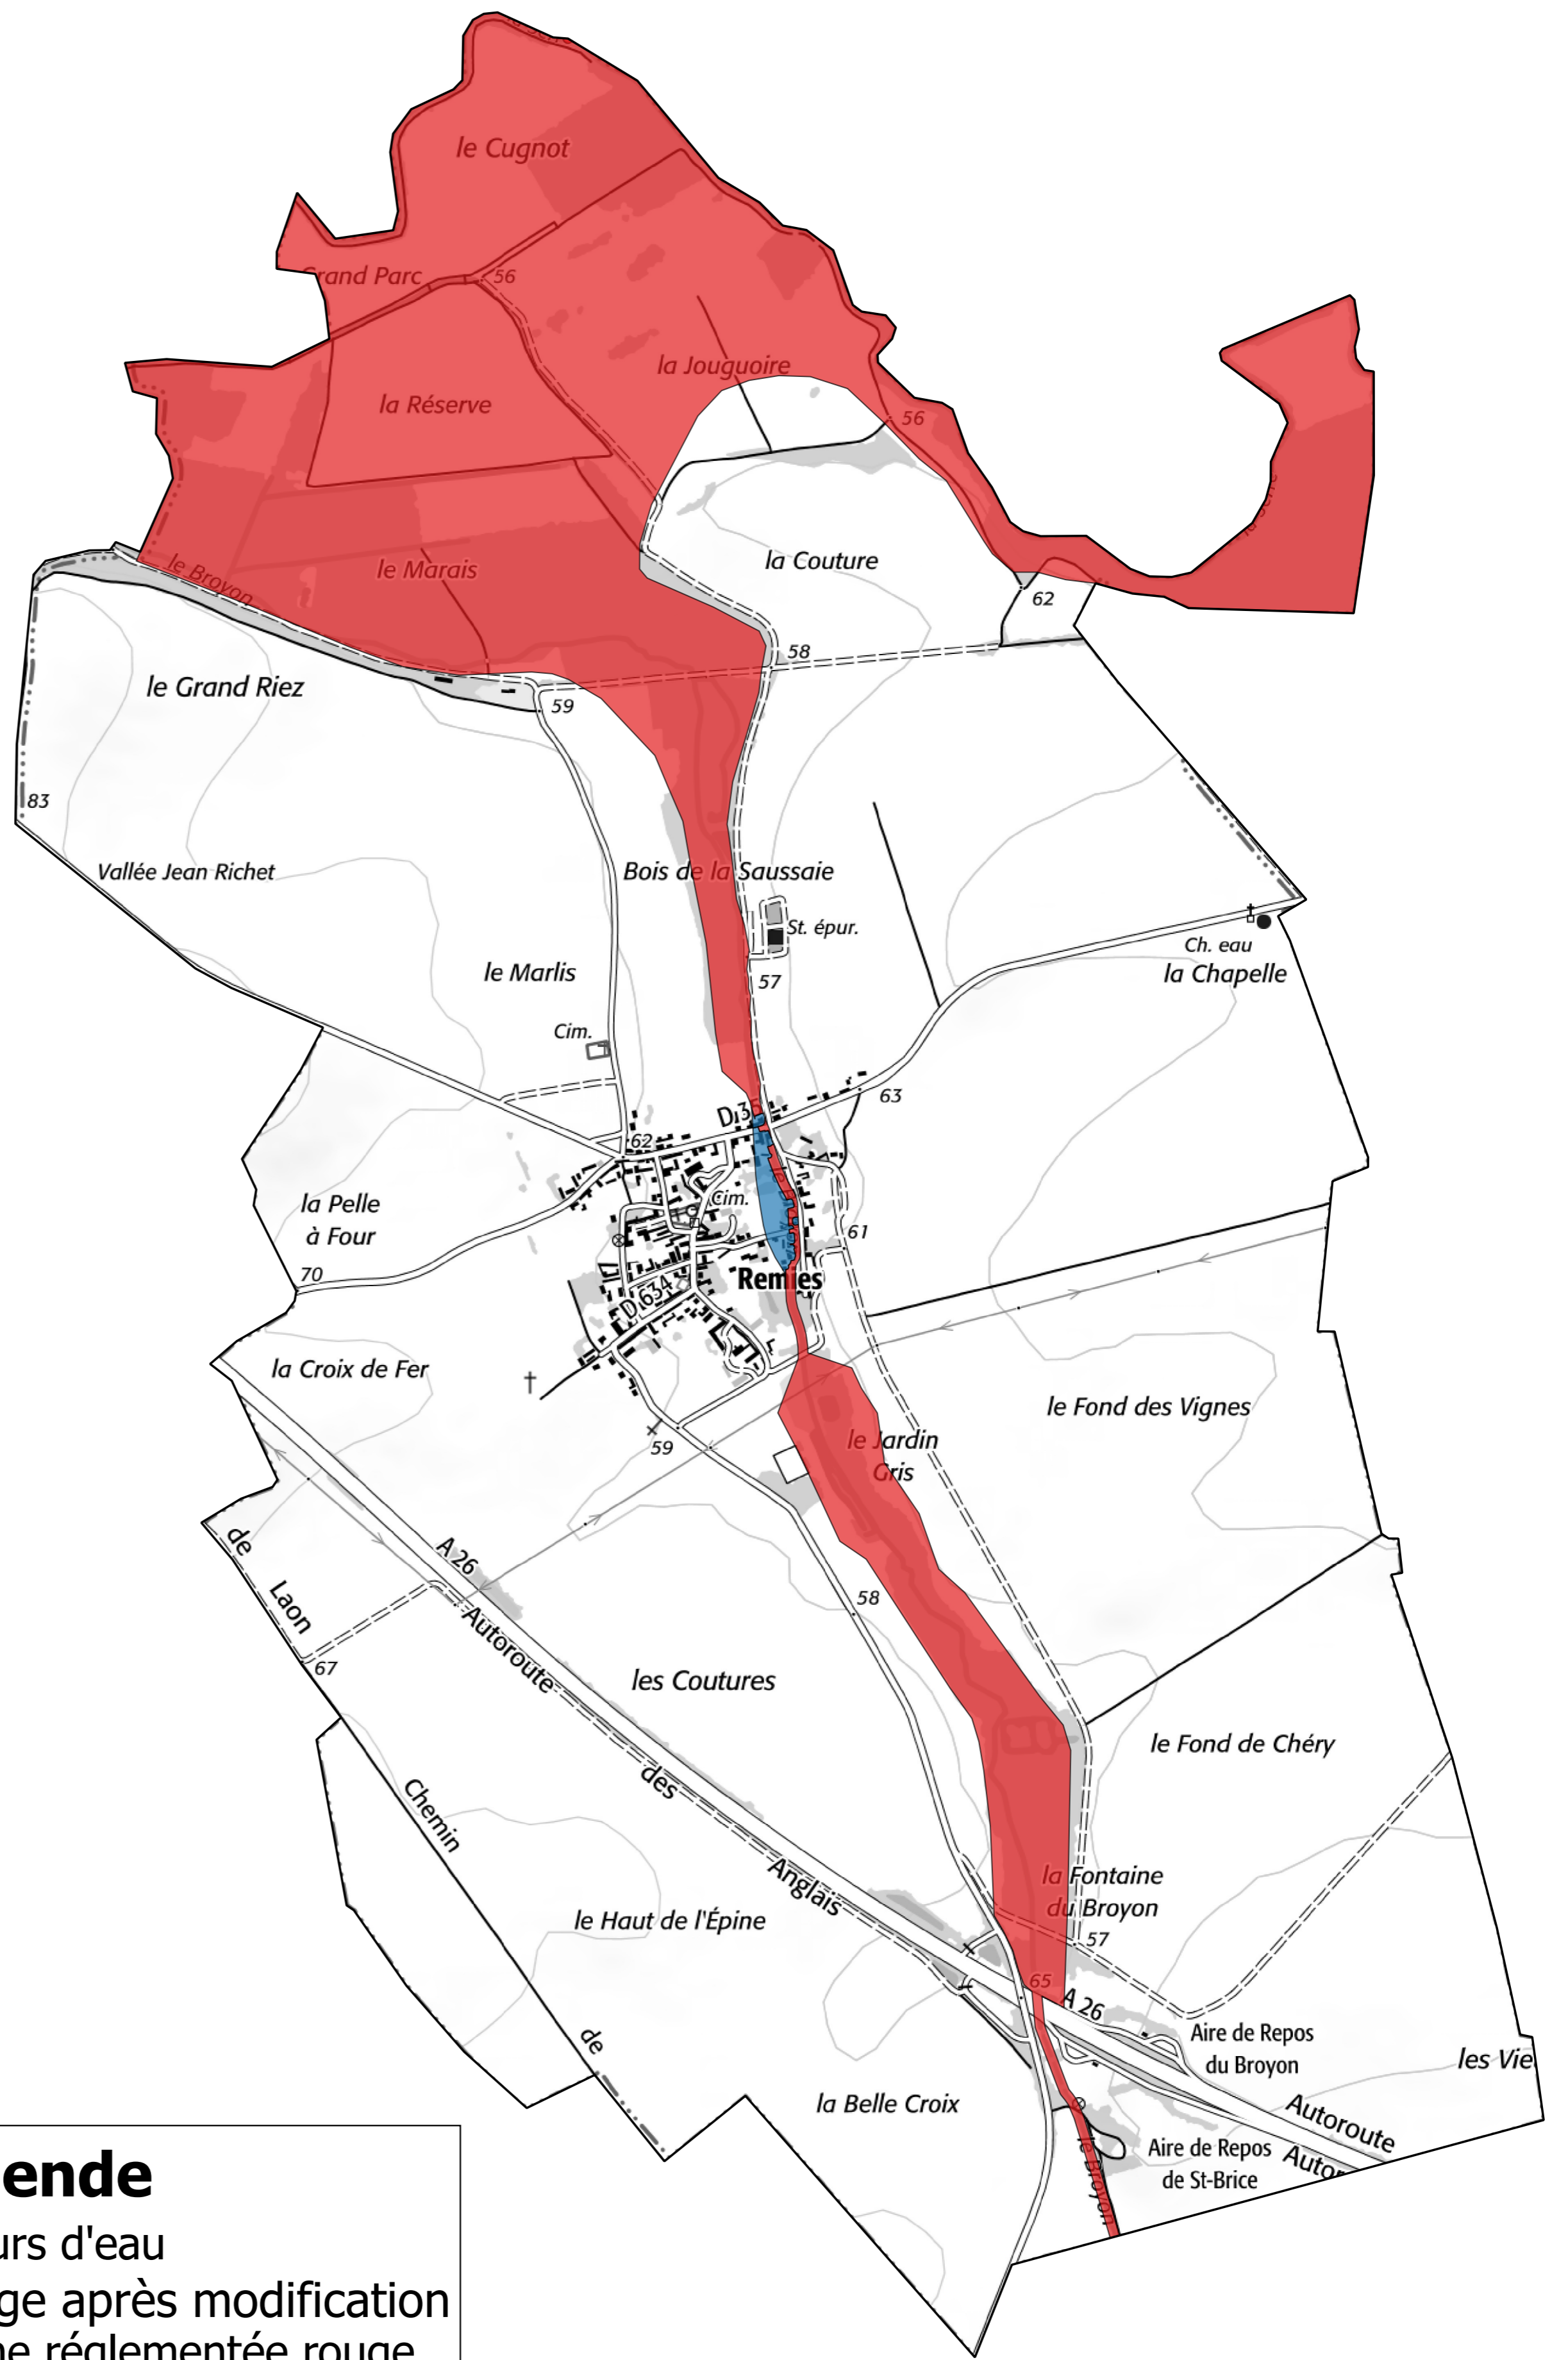 le Cugnot
Grand Parc
56
la Jouguoire
la Réserve
56
la Couture
le Broyon
le Marais
62
58
le Grand Riez
59
83
Vallée Jean Richet
Bois de la Saussaie
St. épur.
Ch. eau
le Marlis
57
la Chapelle
Cim.
63
D.3
62
Cim.
la Pelle
à Four
61
70
Remies
D 634
la Croix de Fer
le Fond des Vignes
59
le Jardin
Gris
de
Laon
A 26
58
67
Autoroute
les Coutures
le Fond de Chéry
des
Chemin
la Fontaine
du Broyon
Anglais
le Haut de l'Épine
57
65
A 26
Aire de Repos
du Broyon
les Vie
de
la Belle Croix
Autoroute
Aire de Repos
de St-Brice
Autor
le Broyon
ende
urs d'eau
ge après modification
ne réglementée rouge